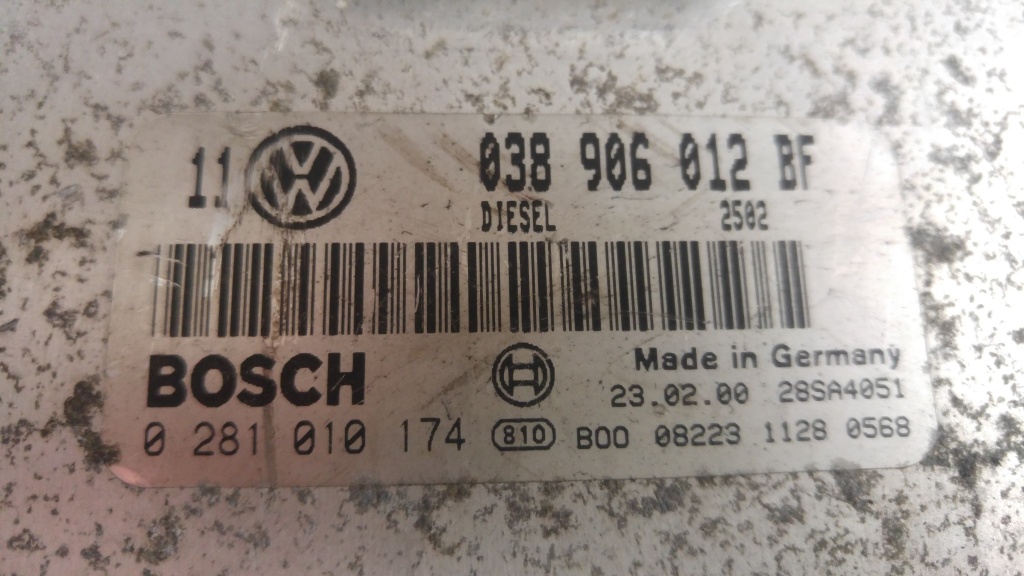 11 VW 038 906 012 BF
DIESEL 2502
BOSCH Made in Germany
23.02.00 28SA4051
0 281 010 174 810 B00 08223 1128 0568